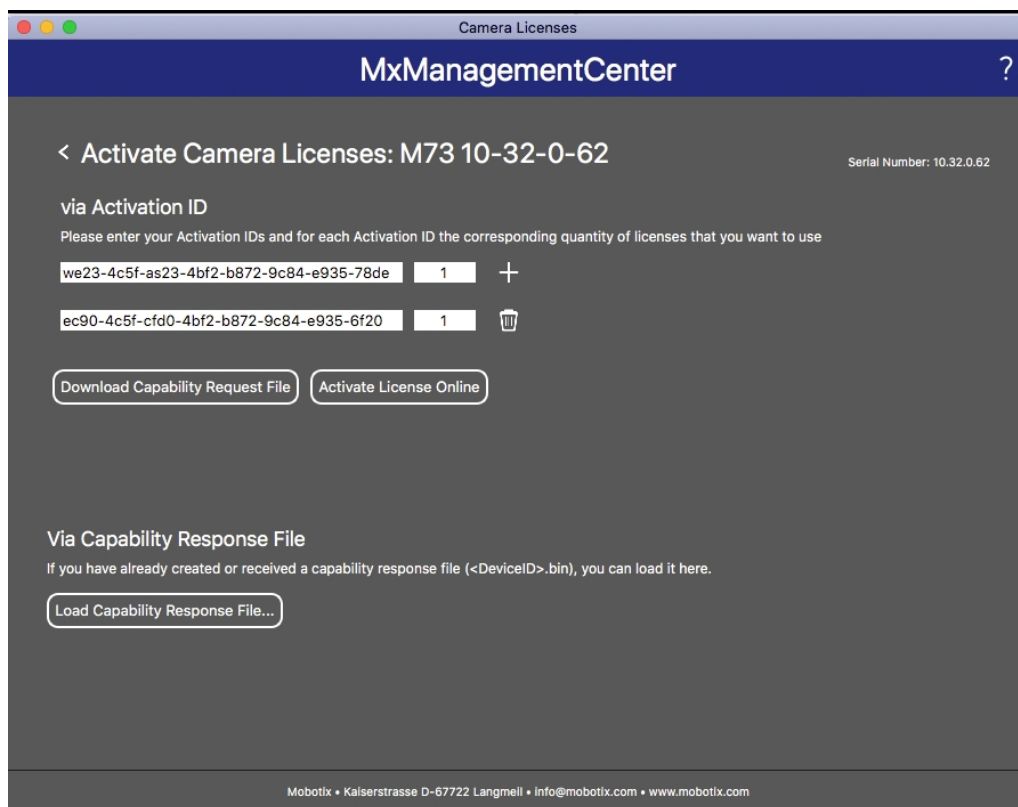 Camera Licenses
MxManagementCenter
?
< Activate Camera Licenses: M73 10-32-0-62
Serial Number: 10.32.0.62
via Activation ID
Please enter your Activation IDs and for each Activation ID the corresponding quantity of licenses that you want to use
we23-4c5f-as23-4bf2-b872-9c84-e935-78de 1 +
ec90-4c5f-cfd0-4bf2-b872-9c84-e935-6f20 1
Download Capability Request File Activate License Online
Via Capability Response File
If you have already created or received a capability response file (<DeviceID>.bin), you can load it here.
Load Capability Response File...
Mobotix • Kaiserstrasse D-67722 Langmeil • info@mobotix.com • www.mobotix.com